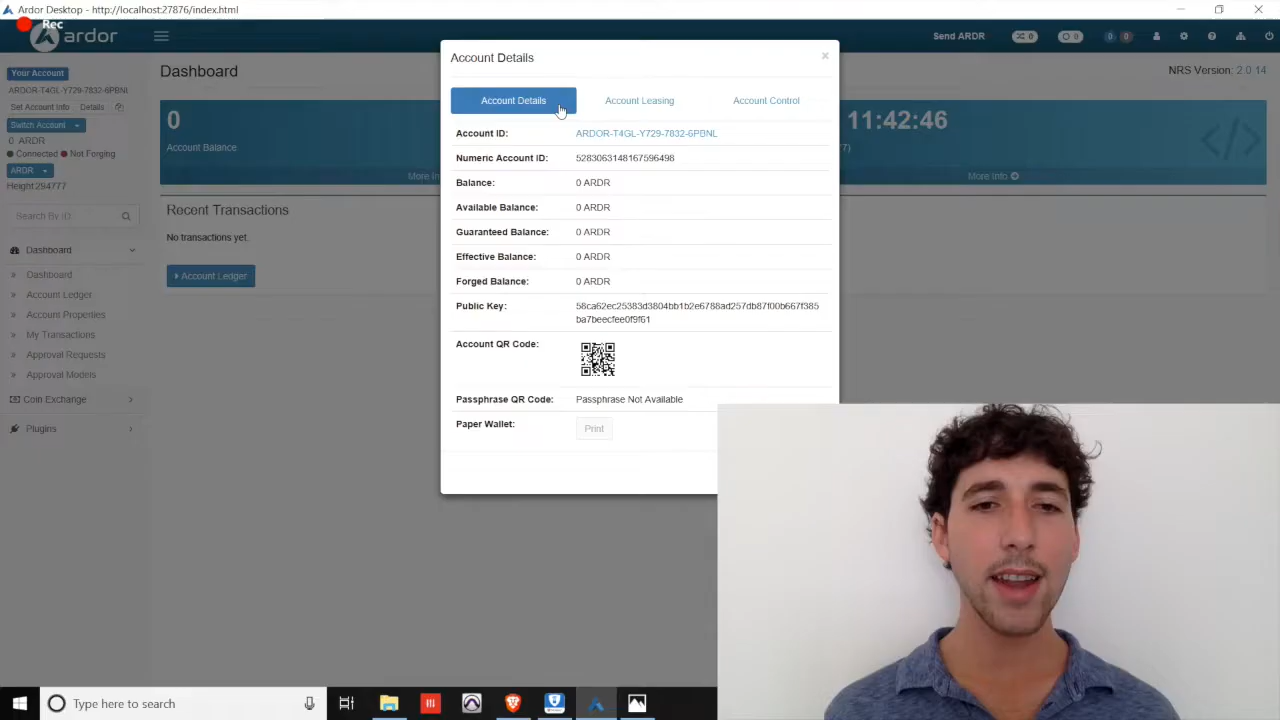 Ardor Desktop - http://localhost:27876/index.html
Rec
ardor
Send ARDR
0
0
0 0
Your Account
ARDOR-T4GL-Y729-7832-6PBNL
Set Account Info
Details
Switch Account
0 ARDR
Connected
Not Forging
ARDR
Height 294777
Search By ID
Dashboard
Dashboard
Account Ledger
Account Properties
My Transactions
Approval Requests
Approval Models
Coin Exchange
Plugins
Dashboard
NRS Version: 2.0.14
0
Account Balance
More In
11:42:46
7)
More Info
Recent Transactions
No transactions yet.
Account Ledger
Account Details
×
Account Details
Account Leasing
Account Control
Account ID: ARDOR-T4GL-Y729-7832-6PBNL
Numeric Account ID: 5283063148167596498
Balance: 0 ARDR
Available Balance: 0 ARDR
Guaranteed Balance: 0 ARDR
Effective Balance: 0 ARDR
Forged Balance: 0 ARDR
Public Key: 58ca62ec25383d3804bb1b2e6788ad257db87f00b667f385
ba7beecfee0f9f61
Account QR Code:
Passphrase QR Code: Passphrase Not Available
Paper Wallet: Print
Type here to search